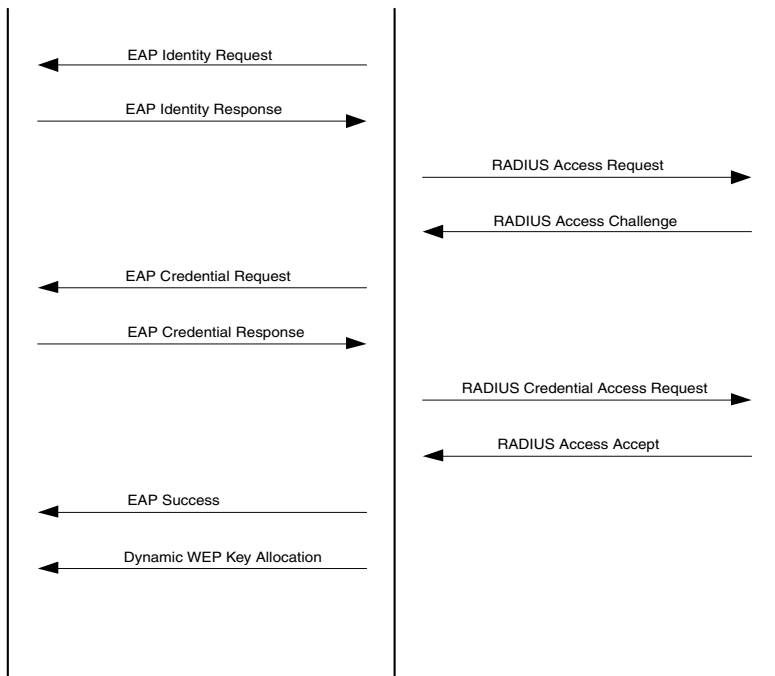 EAP Identity Request
EAP Identity Response
RADIUS Access Request
RADIUS Access Challenge
EAP Credential Request
EAP Credential Response
RADIUS Credential Access Request
RADIUS Access Accept
EAP Success
Dynamic WEP Key Allocation